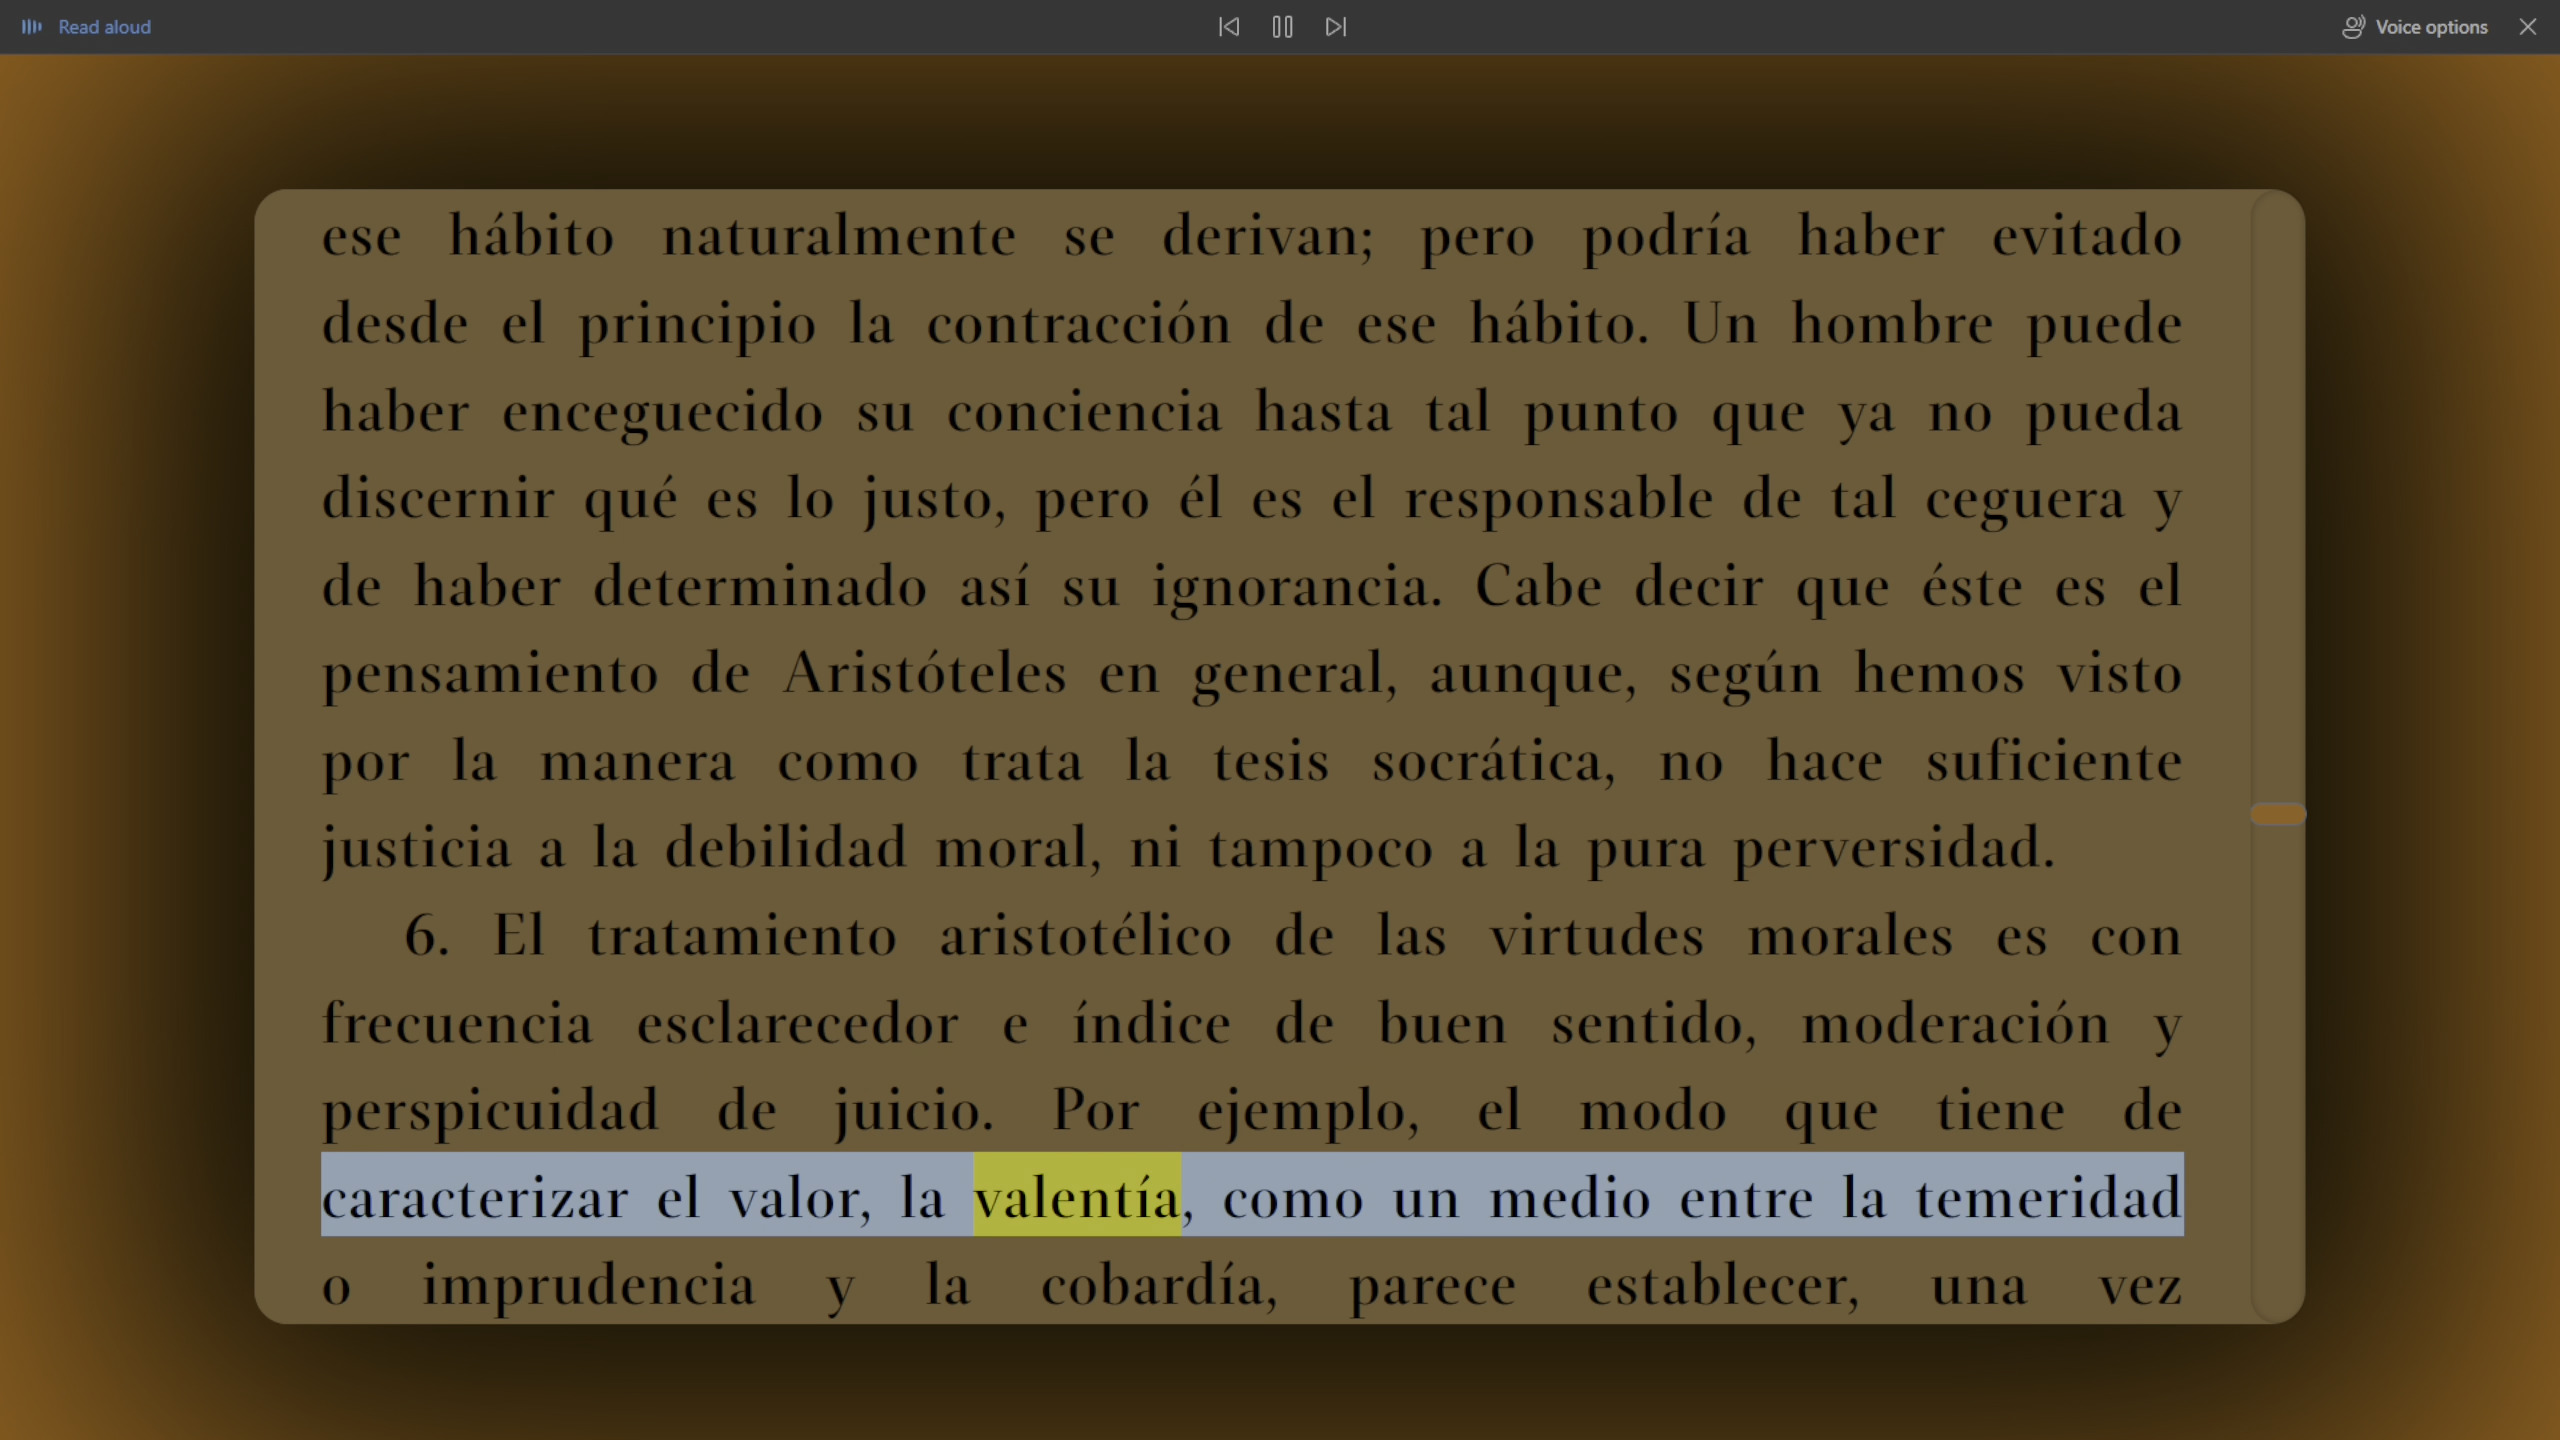 Read aloud
Voice options
ese hábito naturalmente se derivan; pero podría haber evitado
desde el principio la contracción de ese hábito. Un hombre puede
haber enceguecido su conciencia hasta tal punto que ya no pueda
discernir qué es lo justo, pero él es el responsable de tal ceguera y
de haber determinado así su ignorancia. Cabe decir que éste es el
pensamiento de Aristóteles en general, aunque, según hemos visto
por la manera como trata la tesis socrática, no hace suficiente
justicia a la debilidad moral, ni tampoco a la pura perversidad.
6. El tratamiento aristotélico de las virtudes morales es con
frecuencia esclarecedor e índice de buen sentido, moderación y
perspicuidad de juicio. Por ejemplo, el modo que tiene de
caracterizar el valor, la valentía, como un medio entre la temeridad
o imprudencia y la cobardía, parece establecer, una vez